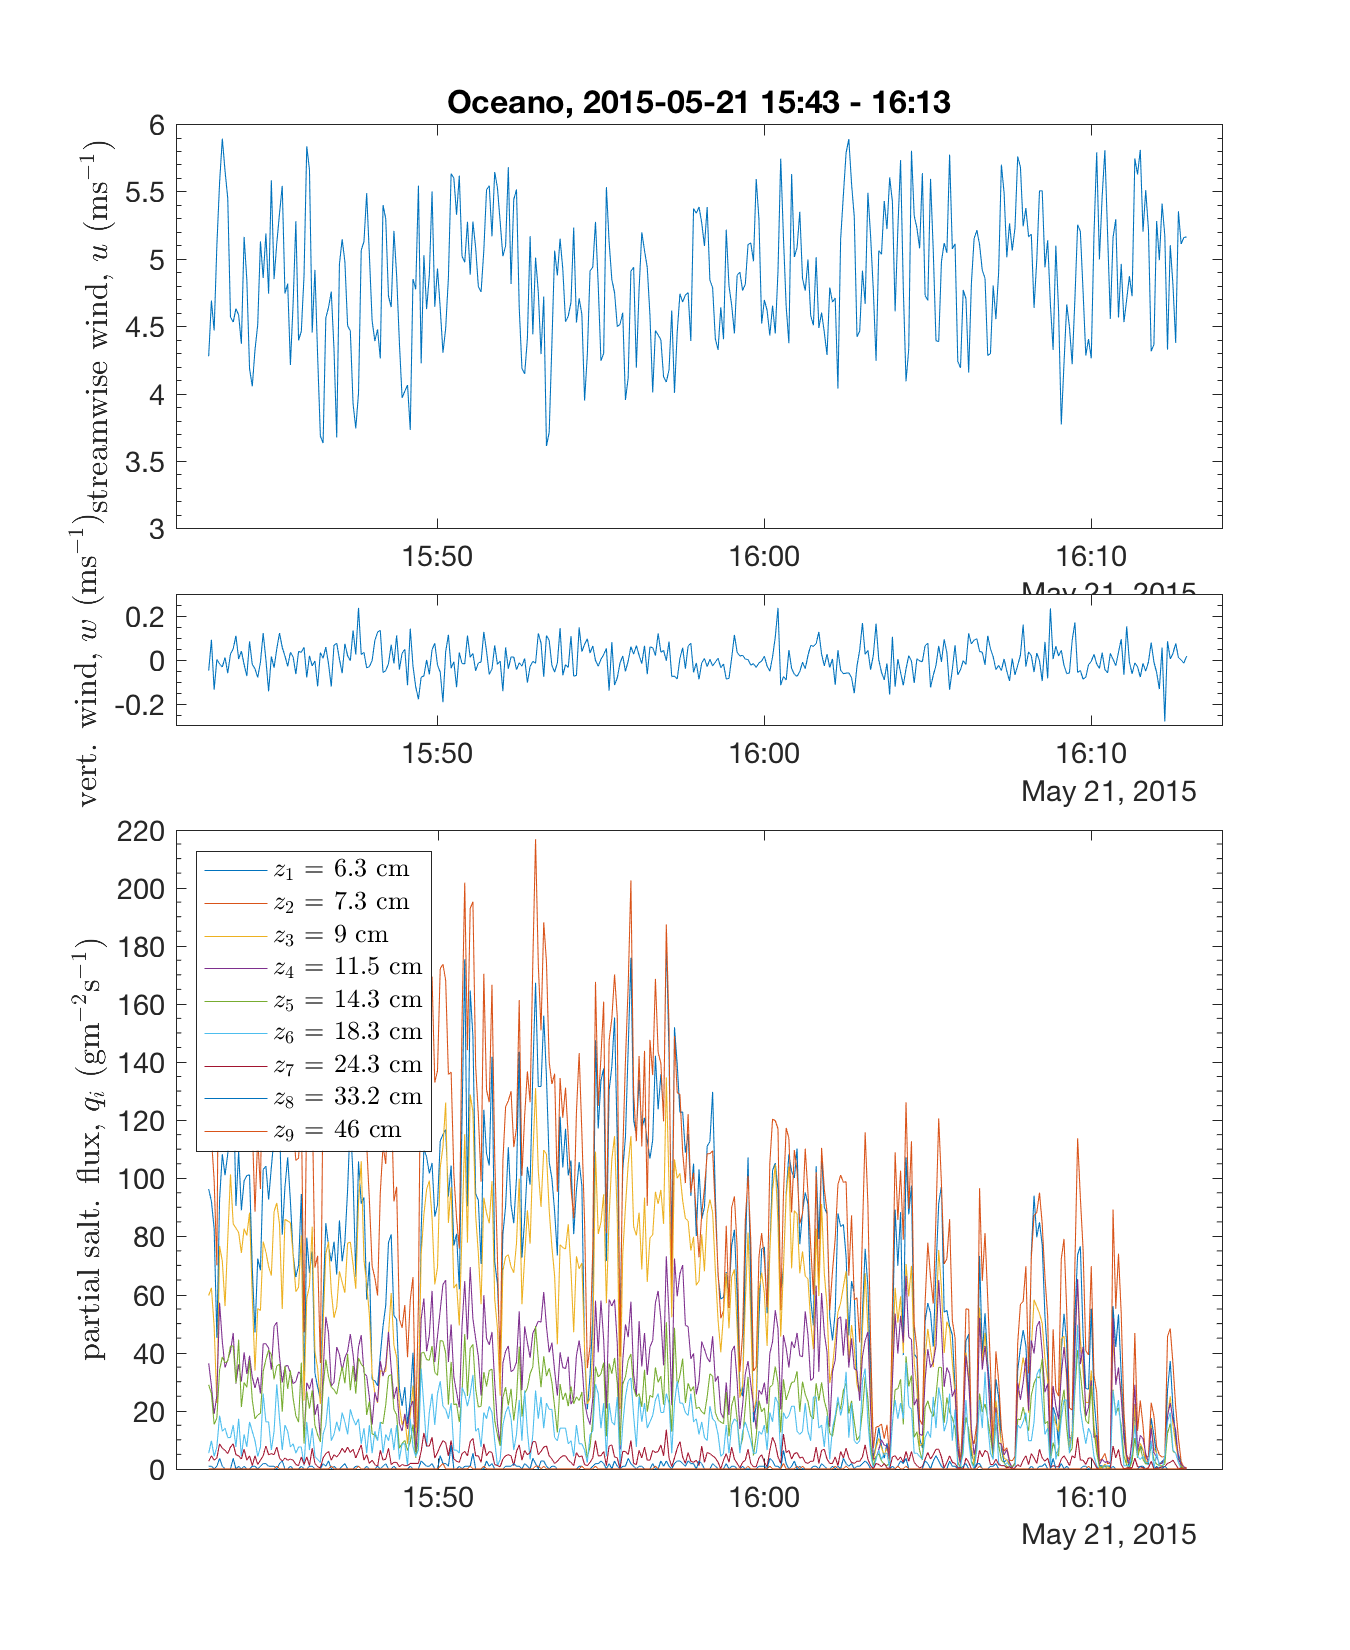 Oceano, 2015-05-21 15:43 - 16:13
streamwise wind, u (ms⁻¹)
6
5.5
5
4.5
4
3.5
3
15:50 16:00 16:10
May 21, 2015
vert. wind, w (ms⁻¹)
0.2
0
-0.2
15:50 16:00 16:10
May 21, 2015
partial salt. flux, qᵢ (gm⁻²s⁻¹)
220
200
180
160
140
120
100
80
60
40
20
0
z₁ = 6.3 cm
z₂ = 7.3 cm
z₃ = 9 cm
z₄ = 11.5 cm
z₅ = 14.3 cm
z₆ = 18.3 cm
z₇ = 24.3 cm
z₈ = 33.2 cm
z₉ = 46 cm
15:50 16:00 16:10
May 21, 2015